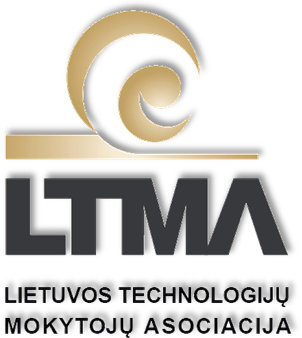 LTMA
LIETUVOS TECHNOLOGIJŲ
MOKYTOJŲ ASOCIACIJA